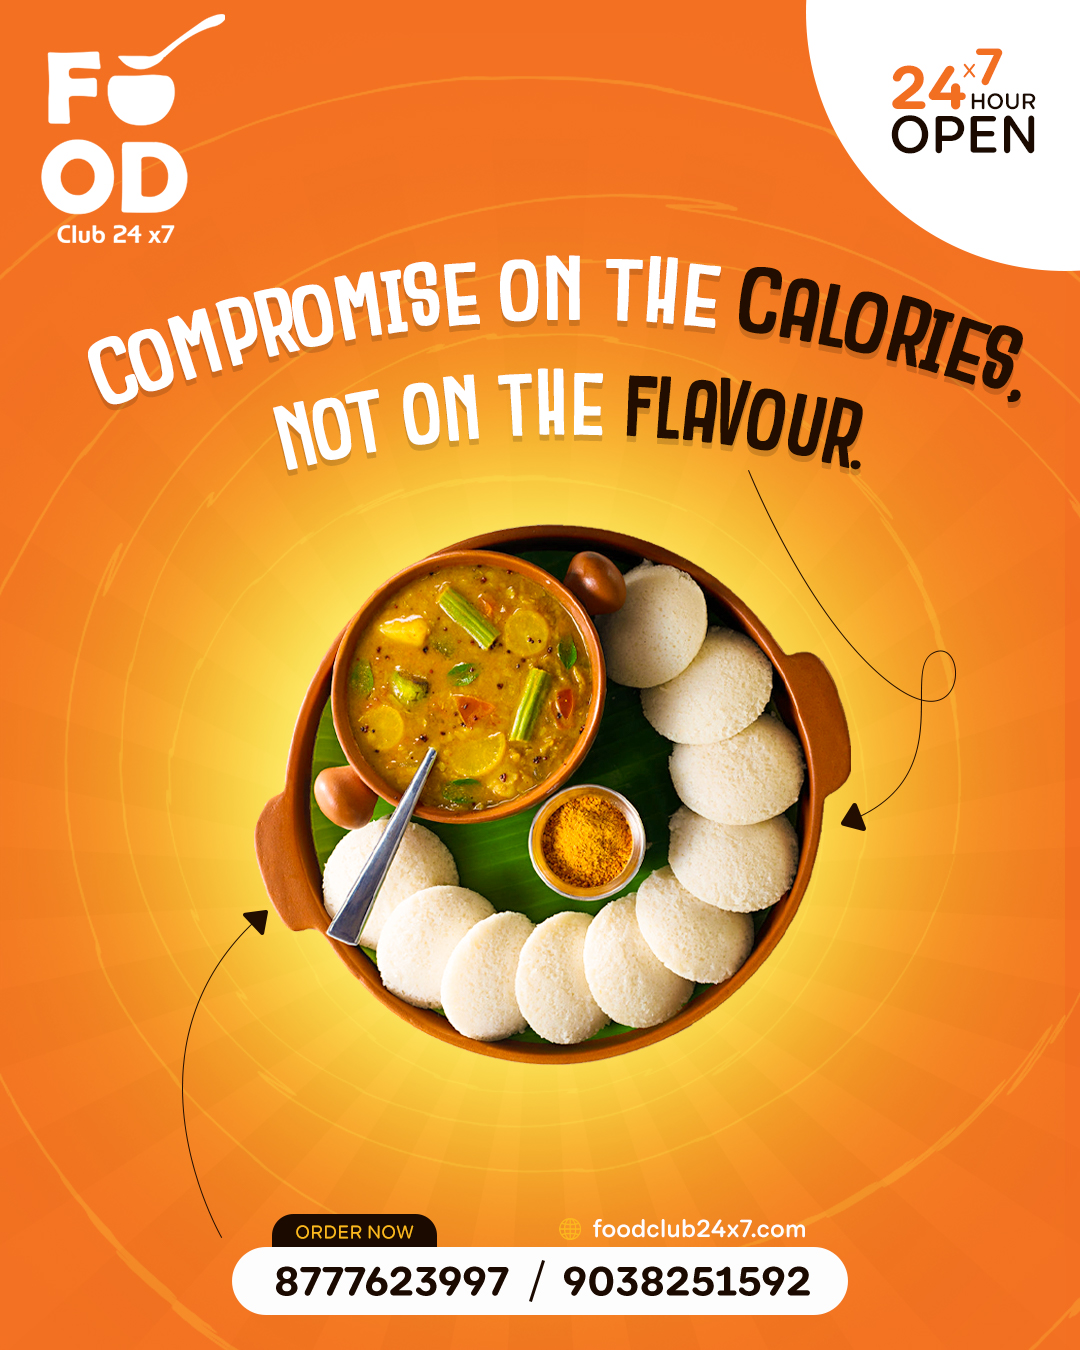 FOOD
Club 24 x7
24x7
HOUR
OPEN
COMPROMISE ON THE CALORIES,
NOT ON THE FLAVOUR.
ORDER NOW
foodclub24x7.com
8777623997 / 9038251592